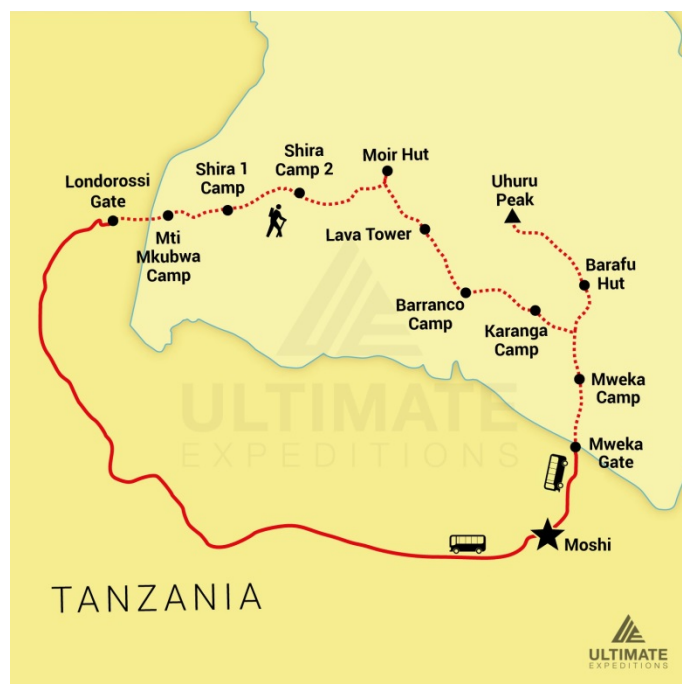 Londorossi
Gate
Mti
Mkubwa
Camp
Shira 1
Camp
Shira
Camp 2
Moir Hut
Lava Tower
Barranco
Camp
Karanga
Camp
Uhuru
Peak
Barafu
Hut
Mweka
Camp
Mweka
Gate
Moshi
ULTIMATE
EXPEDITIONS
TANZANIA
ULTIMATE
EXPEDITIONS